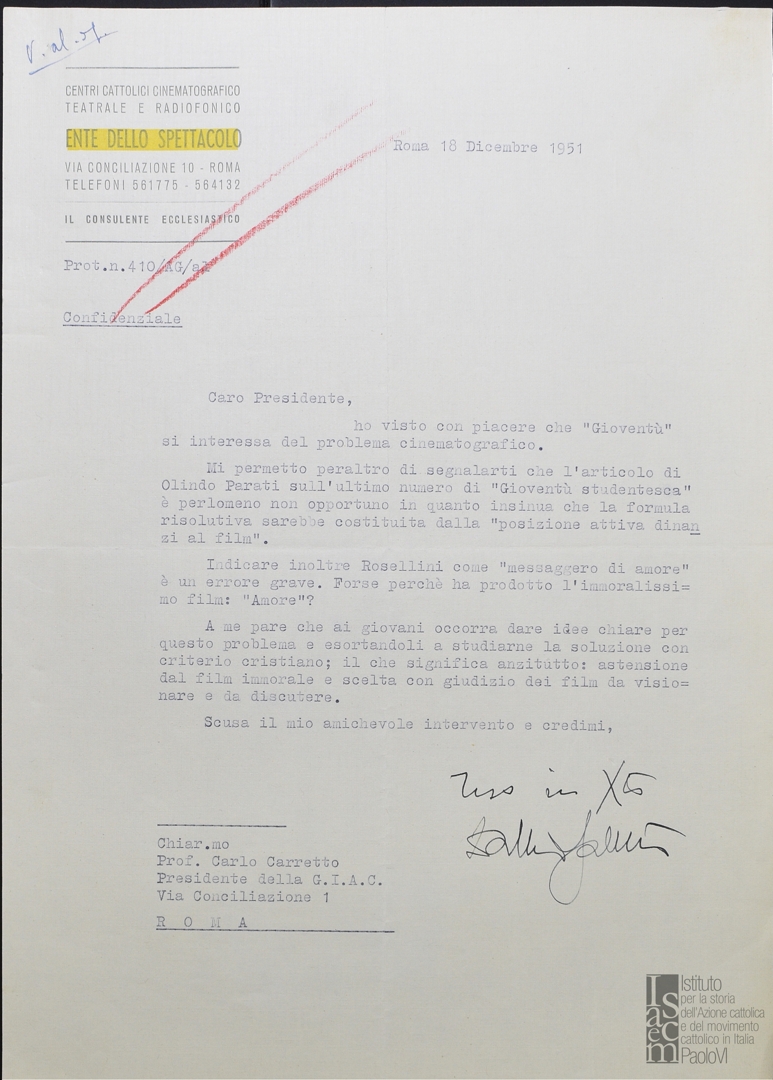 V. al.
CENTRI CATTOLICI CINEMATOGRAFICO
TEATRALE E RADIOFONICO
ENTE DELLO SPETTACOLO
VIA CONCILIAZIONE 10 - ROMA
TELEFONI 561775 - 564132
IL CONSULENTE ECCLESIASTICO
Roma 18 Dicembre 1951
Prot.n.410/AG/al
Confidenziale
Caro Presidente,
ho visto con piacere che "Gioventù"
si interessa del problema cinematografico.
Mi permetto peraltro di segnalarti che l'articolo di
Olindo Parati sull'ultimo numero di "Gioventù studentesca"
è perlomeno non opportuno in quanto insinua che la formula
risolutiva sarebbe costituita dalla "posizione attiva dinan
zi al film".
Indicare inoltre Rosellini come "messaggero di amore"
è un errore grave. Forse perchè ha prodotto l'immoralissi=
mo film: "Amore"?
A me pare che ai giovani occorra dare idee chiare per
questo problema e esortandoli a studiarne la soluzione con
criterio cristiano; il che significa anzitutto: astensione
dal film immorale e scelta con giudizio dei film da visio=
nare e da discutere.
Scusa il mio amichevole intervento e credimi,
in Xto
Chiar.mo
Prof. Carlo Carretto
Presidente della G.I.A.C.
Via Conciliazione 1
R O M A
Isacem
Istituto
per la storia
dell'Azione cattolica
e del movimento
cattolico in Italia
PaoloVI